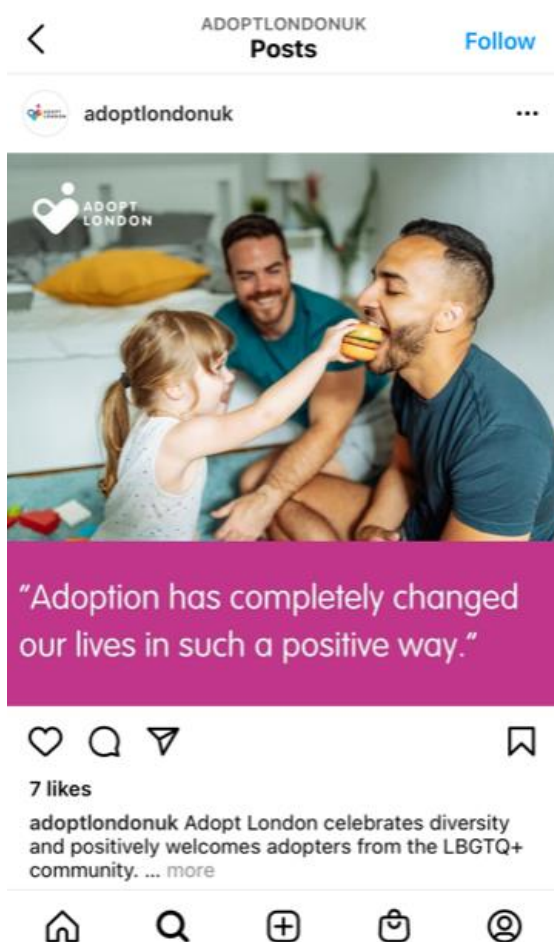 ADOPTLONDONUK
Posts
Follow
adoptlondonuk
ADOPT
LONDON
"Adoption has completely changed
our lives in such a positive way."
7 likes
adoptlondonuk Adopt London celebrates diversity
and positively welcomes adopters from the LBGTQ+
community. ... more